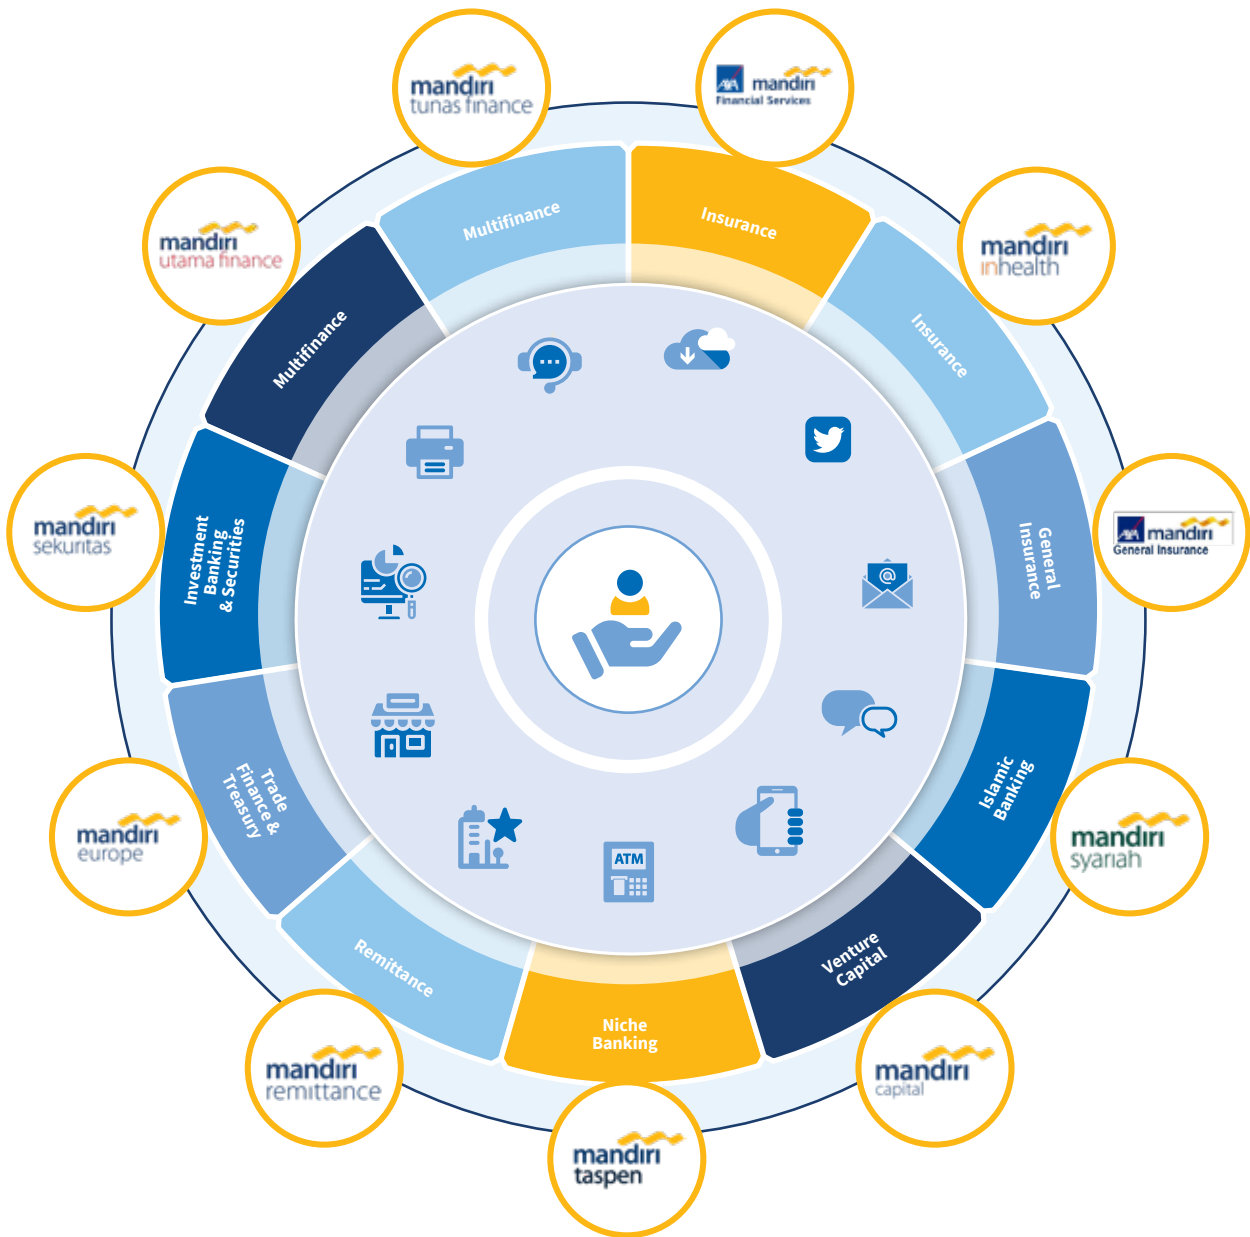 mandiri
tunas finance
AXA mandiri
Financial Services
mandiri
utama finance
mandiri
inhealth
Multifinance
Insurance
Multifinance
Insurance
mandiri
sekuritas
Investment
Banking
& Securities
General
Insurance
AXA mandiri
General Insurance
@
mandiri
europe
Trade
Finance &
Treasury
Islamic
Banking
mandiri
syariah
ATM
Remittance
Venture
Capital
Niche
Banking
mandiri
remittance
mandiri
capital
mandiri
taspen